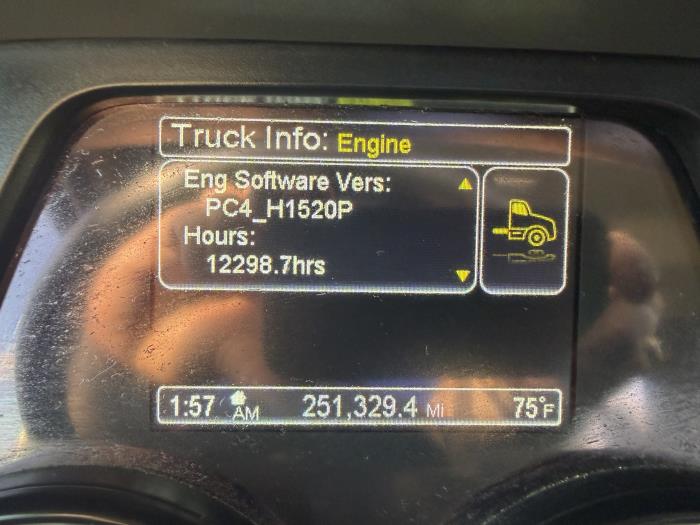 Truck Info: Engine
Eng Software Vers:
PC4_H1520P
Hours:
12298.7hrs
1:57 AM 251,329.4 Mi 75°F